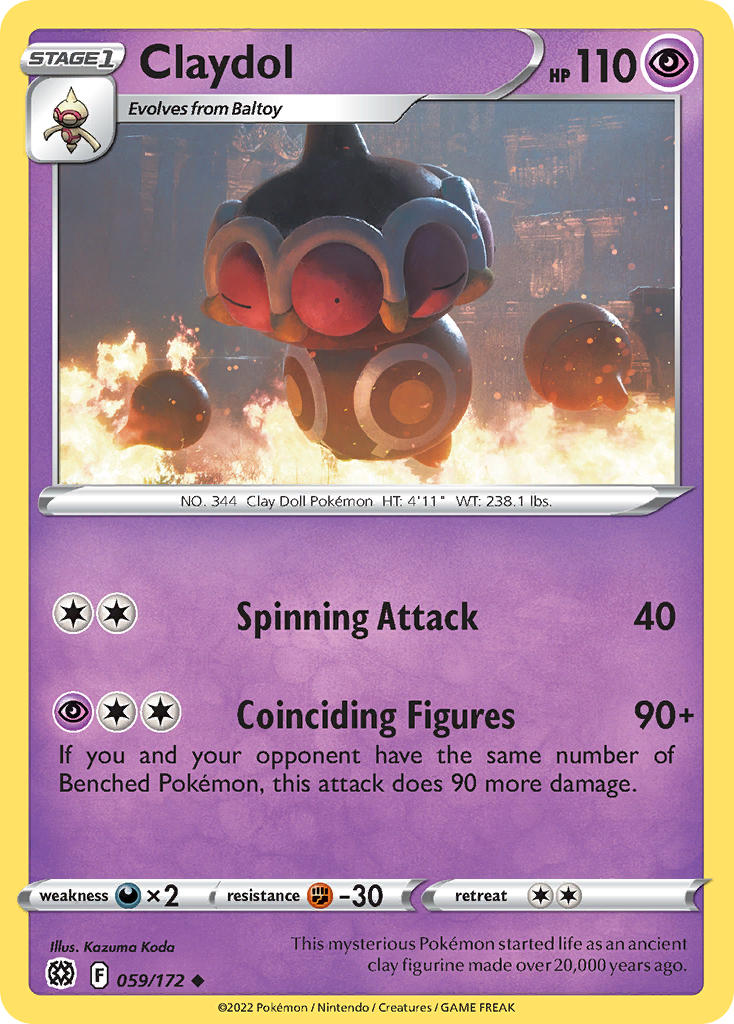 STAGE1 Claydol HP 110
Evolves from Baltoy
NO. 344 Clay Doll Pokémon HT: 4'11" WT: 238.1 lbs.
Spinning Attack 40
Coinciding Figures 90+
If you and your opponent have the same number of
Benched Pokémon, this attack does 90 more damage.
weakness ×2 resistance -30 retreat
Illus. Kazuma Koda
This mysterious Pokémon started life as an ancient
clay figurine made over 20,000 years ago.
F 059/172
©2022 Pokémon / Nintendo / Creatures / GAME FREAK